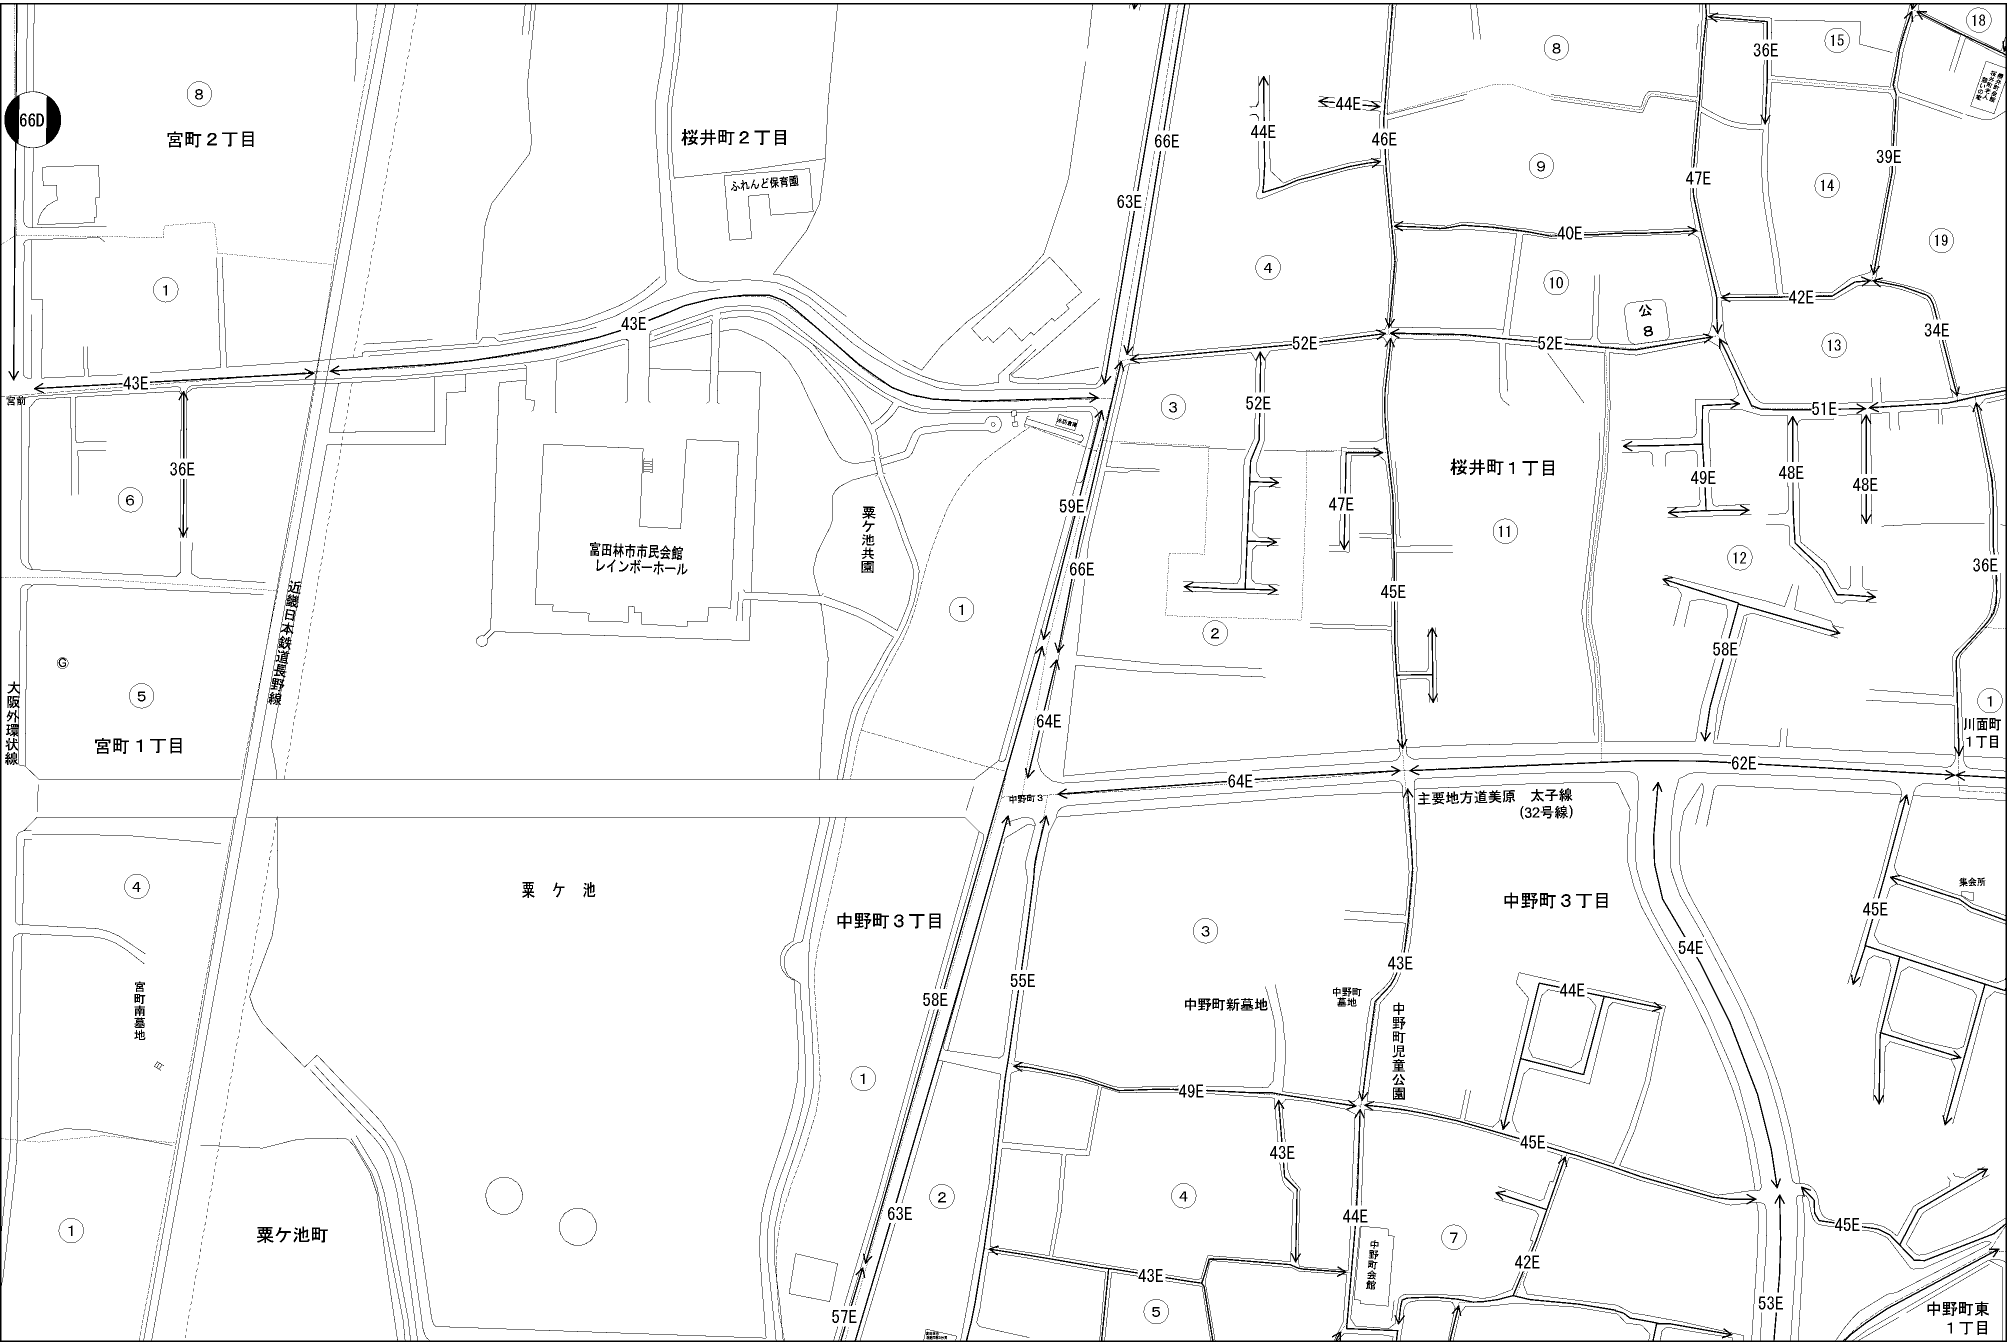 8
66D
宮町2丁目
桜井町2丁目
ふれんど保育園
44E
44E
46E
66E
63E
8
36E
15
18
9
47E
14
39E
40E
19
4
10
公
8
42E
34E
13
1
43E
43E
52E
52E
51E
宮前
36E
6
3
52E
47E
桜井町1丁目
49E
48E
48E
59E
富田林市市民会館
レインボーホール
粟ケ池共園
66E
11
12
36E
近畿日本鉄道長野線
1
2
45E
58E
G
5
大阪外環状線
宮町1丁目
64E
1
川面町
1丁目
64E
62E
中野町3
主要地方道美原 太子線
(32号線)
4
粟ケ池
中野町3丁目
3
中野町3丁目
集会所
45E
54E
43E
55E
58E
宮町南墓地
中野町新墓地
中野町
墓地
中野町児童公園
44E
1
49E
43E
45E
2
4
63E
44E
7
45E
1
粟ケ池町
中野町会館
42E
43E
5
57E
53E
中野町東
1丁目